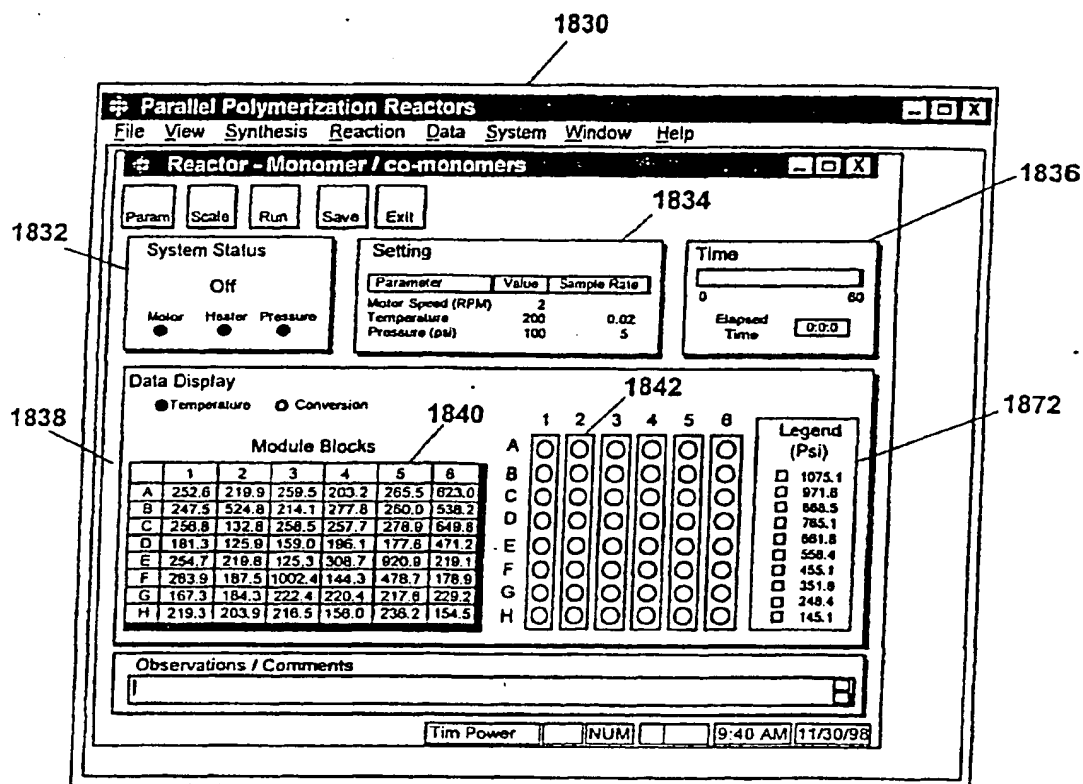 1830
Parallel Polymerization Reactors
File View Synthesis Reaction Data System Window Help
Reactor - Monomer / co-monomers
1836
Param Scale Run Save Exit
1834
1832
System Status
Off
Motor Heater Pressure
Setting
Parameter Value Sample Rate
Motor Speed (RPM) 2
Temperature 200 0.02
Pressure (psi) 100 5
Time
0 60
Elapsed Time 0:0:0
Data Display
Temperature Conversion
1838
1840
1842
1872
Module Blocks
1 2 3 4 5 6
A 252.6 219.9 259.5 203.2 265.5 623.0
B 247.5 524.8 214.1 277.8 260.0 538.2
C 256.8 132.8 258.5 257.7 278.9 649.8
D 181.3 125.9 159.0 196.1 177.8 471.2
E 254.7 219.8 125.3 308.7 920.9 219.1
F 263.9 187.5 1002.4 144.3 478.7 178.9
G 167.3 184.3 222.4 220.4 217.6 229.2
H 219.3 203.9 216.5 156.0 236.2 154.5
1 2 3 4 5 6
A
B
C
D
E
F
G
H
Legend
(Psi)
1075.1
971.8
868.5
765.1
661.8
558.4
455.1
351.8
248.4
145.1
Observations / Comments
Tim Power NUM 9:40 AM 11/30/98